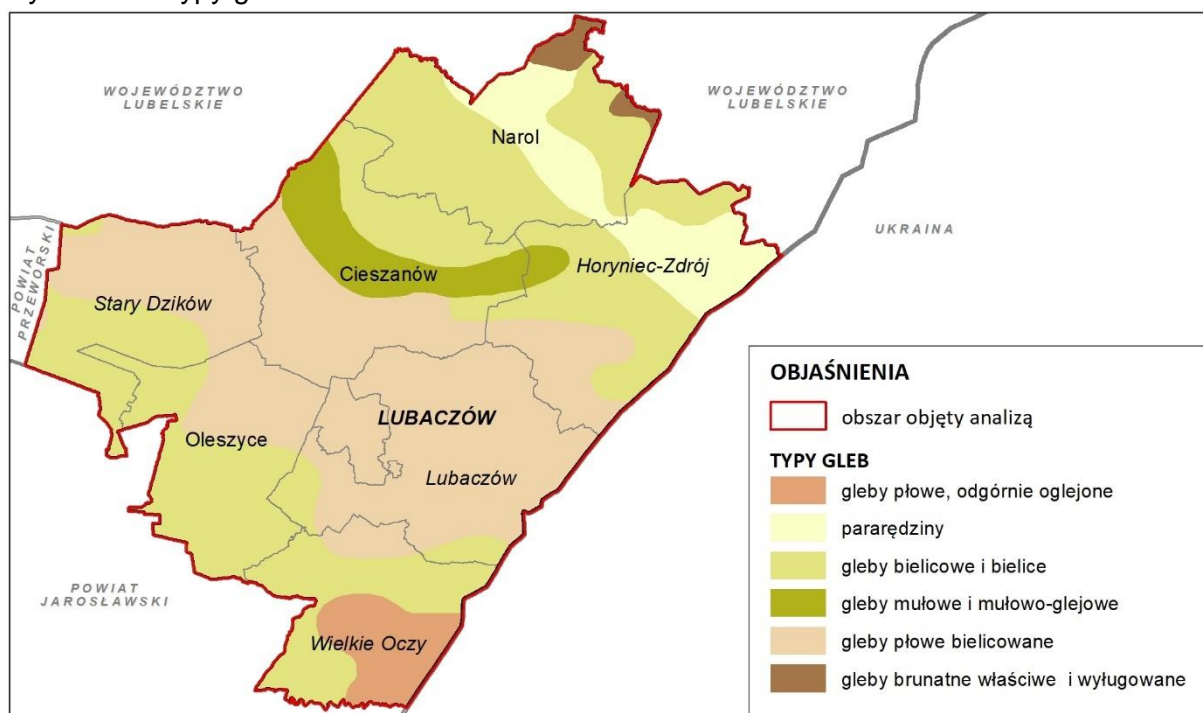 WOJEWÓDZTWO
LUBELSKIE
WOJEWÓDZTWO
LUBELSKIE
Narol
UKRAINA
POWIAT
PRZEWORSKI
Cieszanów
Horyniec-Zdrój
Stary Dzików
LUBACZÓW
Oleszyce
Lubaczów
POWIAT
JAROSŁAWSKI
Wielkie Oczy
OBJAŚNIENIA
obszar objęty analizą
TYPY GLEB
gleby płowe, odgórnie oglejone
pararędziny
gleby bielicowe i bielice
gleby mułowe i mułowo-glejowe
gleby płowe bielicowane
gleby brunatne właściwe i wyługowane